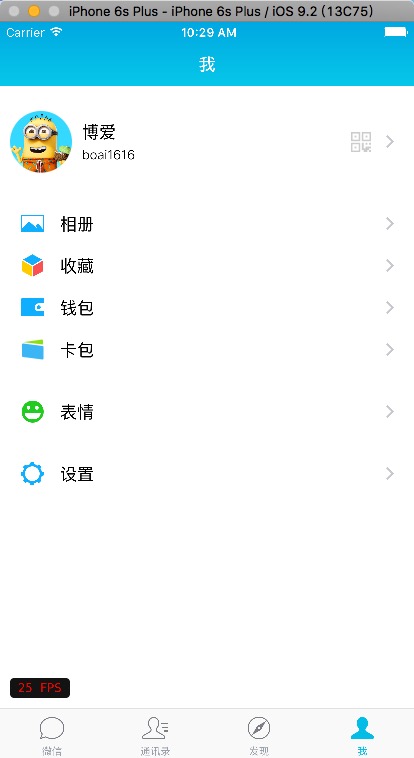 iPhone 6s Plus - iPhone 6s Plus / iOS 9.2 (13C75)
Carrier 10:29 AM
我
博爱
boai1616
相册
收藏
钱包
卡包
表情
设置
25 FPS
微信 通讯录 发现 我